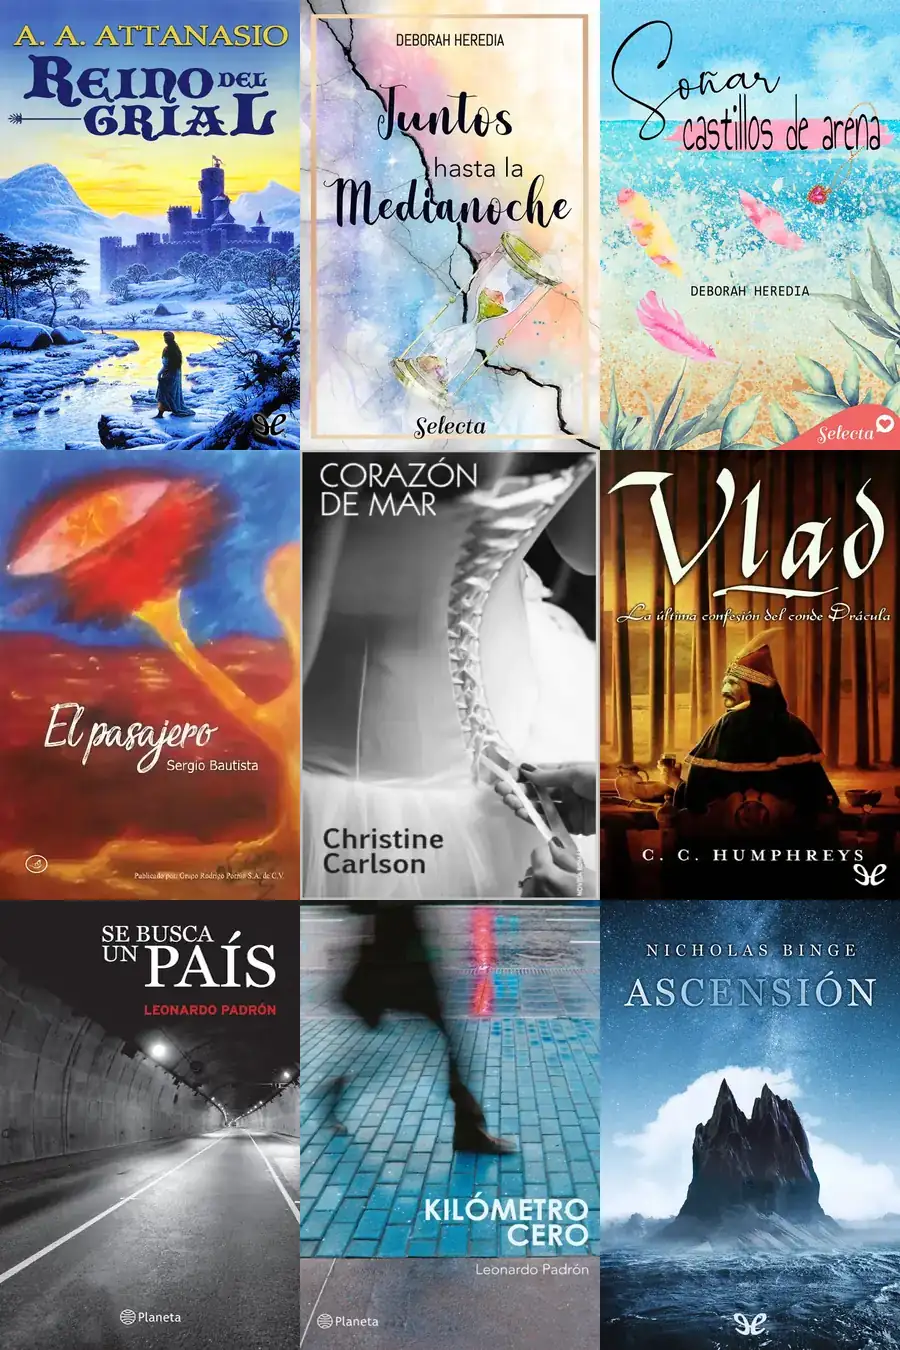 A. A. ATTANASIO
REINO DEL
GRIAL
DEBORAH HEREDIA
Juntos
hasta la
Medianoche
Selecta
Soñar
castillos de arena
DEBORAH HEREDIA
Selecta
El pasajero
Sergio Bautista
Publicado por: Grupo Rodrigo Porrúa S.A. de C.V.
CORAZÓN
DE MAR
Christine
Carlson
Vlad
La última confesión del conde Drácula
C. C. HUMPHREYS
SE BUSCA
UN PAÍS
LEONARDO PADRÓN
Planeta
KILÓMETRO
CERO
Leonardo Padrón
Planeta
NICHOLAS BINGE
ASCENSIÓN